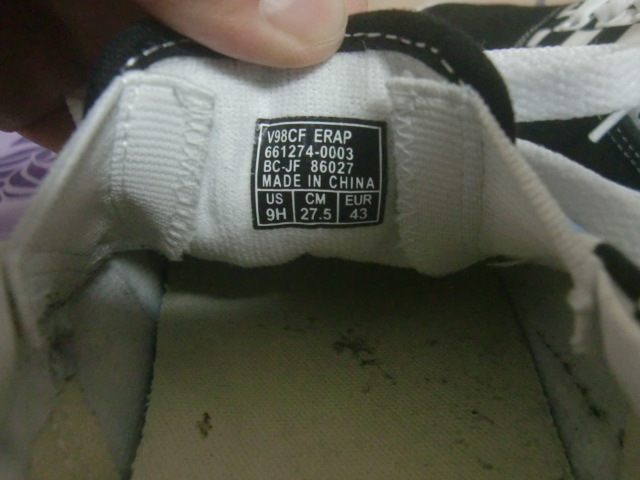 V98CF ERAP
661274-0003
BC-JF 86027
MADE IN CHINA
US CM EUR
9H 27.5 43